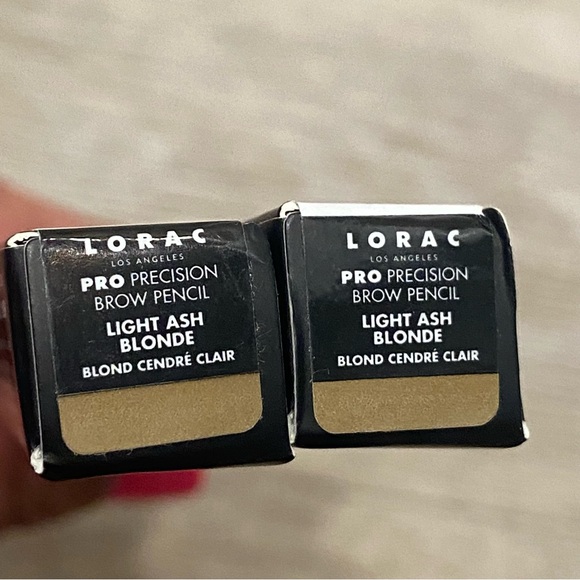 LORAC
LOS ANGELES
PRO PRECISION
BROW PENCIL
LIGHT ASH
BLONDE
BLOND CENDRÉ CLAIR
LORAC
LOS ANGELES
PRO PRECISION
BROW PENCIL
LIGHT ASH
BLONDE
BLOND CENDRÉ CLAIR